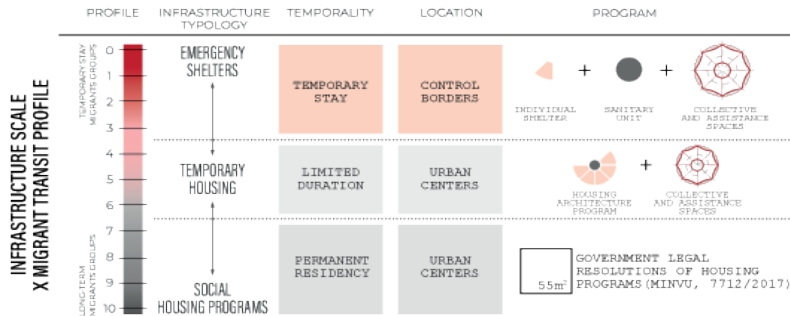 PROFILE
INFRASTRUCTURE
TYPOLOGY
TEMPORALITY
LOCATION
PROGRAM
INFRASTRUCTURE SCALE
X MIGRANT TRANSIT PROFILE
TEMPORARY STAY
MIGRANTS GROUPS
LONG-TERM
MIGRANTS GROUPS
0
1
2
3
4
5
6
7
8
9
10
EMERGENCY
SHELTERS
TEMPORARY
STAY
CONTROL
BORDERS
+
+
INDIVIDUAL
SHELTER
SANITARY
UNIT
COLLECTIVE
AND ASSISTANCE
SPACES
TEMPORARY
HOUSING
LIMITED
DURATION
URBAN
CENTERS
+
HOUSING
ARCHITECTURE
PROGRAM
COLLECTIVE
AND ASSISTANCE
SPACES
SOCIAL
HOUSING PROGRAMS
PERMANENT
RESIDENCY
URBAN
CENTERS
55m²
GOVERNMENT LEGAL
RESOLUTIONS OF HOUSING
PROGRAMS(MINVU, 7712/2017)